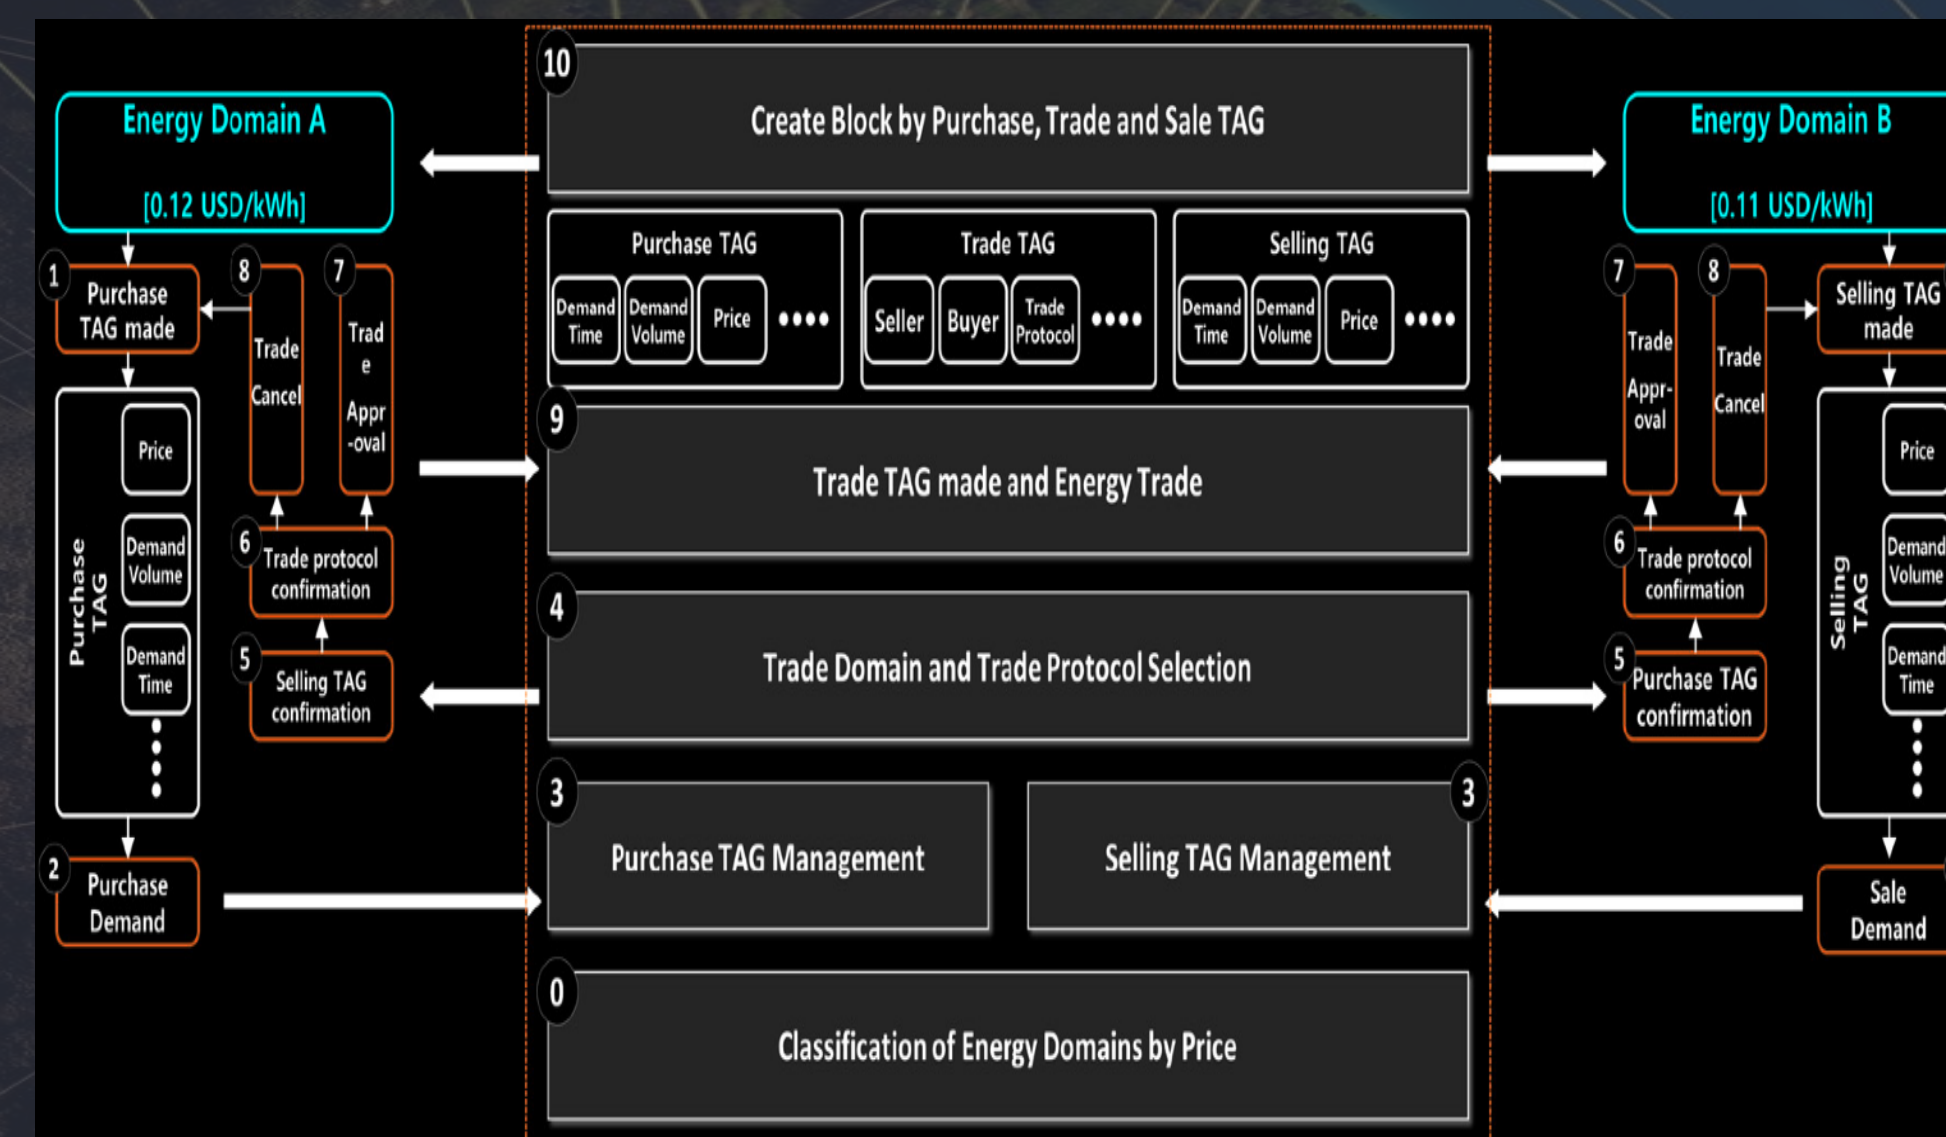 10
Create Block by Purchase, Trade and Sale TAG
Energy Domain A
[0.12 USD/kWh]
Energy Domain B
[0.11 USD/kWh]
Purchase TAG
Demand
Time
Demand
Volume
Price
Trade TAG
Seller
Buyer
Trade
Protocol
Selling TAG
Demand
Time
Demand
Volume
Price
1
Purchase
TAG made
8
Trade
Cancel
7
Trad
e
Appr
-oval
Purchase
TAG
Price
Demand
Volume
Demand
Time
6
Trade protocol
confirmation
5
Selling TAG
confirmation
2
Purchase
Demand
9
Trade TAG made and Energy Trade
4
Trade Domain and Trade Protocol Selection
3
Purchase TAG Management
3
Selling TAG Management
0
Classification of Energy Domains by Price
7
Trade
Appr-
oval
8
Trade
Cancel
Selling TAG
made
6
Trade protocol
confirmation
5
Purchase TAG
confirmation
Selling
TAG
Price
Demand
Volume
Demand
Time
Sale
Demand